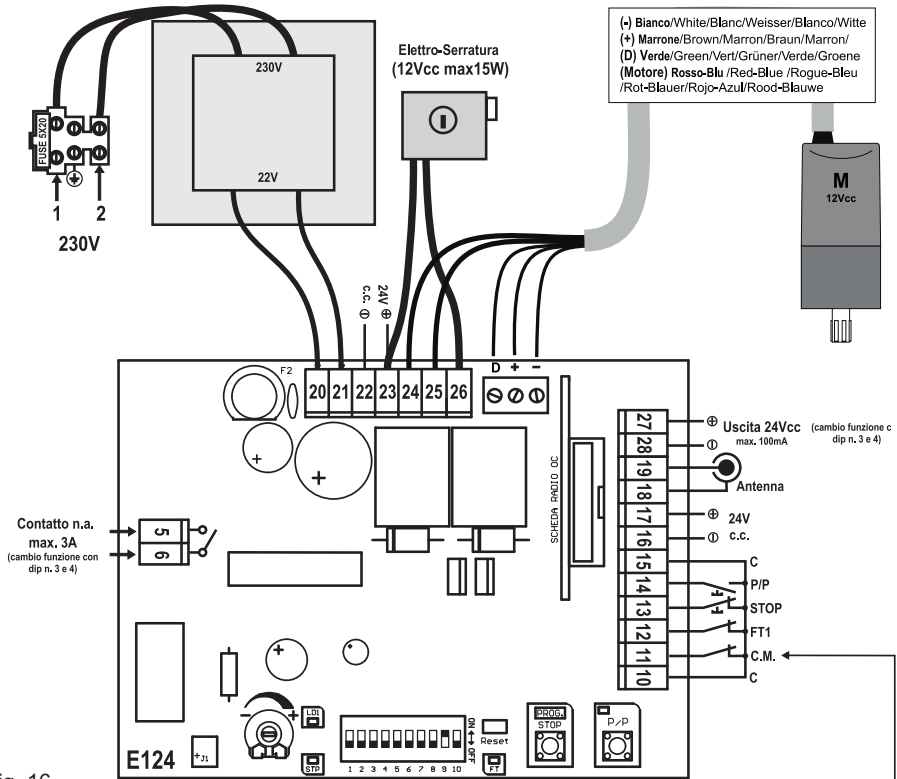 (-) Bianco/White/Blanc/Weisser/Blanco/Witte
(+) Marrone/Brown/Marron/Braun/Marron/
(D) Verde/Green/Vert/Grüner/Verde/Groene
(Motore) Rosso-Blu /Red-Blue /Rogue-Bleu
/Rot-Blauer/Rojo-Azul/Rood-Blauwe
230V
22V
Elettro-Serratura
(12Vcc max15W)
FUSE 5X20
1 2
230V
M
12Vcc
c.c. ⊖
24V ⊕
F2
20 21 22 23 24 25 26
D + -
SCHEDA RADIO OC
27 ⊕ Uscita 24Vcc (cambio funzione c
28 ⊖ max. 100mA dip n. 3 e 4)
19
18 Antenna
17 ⊕ 24V
16 ⊖ c.c.
15 C
14 P/P
13 STOP
12 FT1
11 C.M.
10 C
Contatto n.a.
max. 3A
(cambio funzione con
dip n. 3 e 4)
5
6
+
+
+
+
- +
LD1
STP
E124
+ J1
1 2 3 4 5 6 7 8 9 10
ON
OFF
Reset
FT
PROG.
STOP
P/P
ig. 16